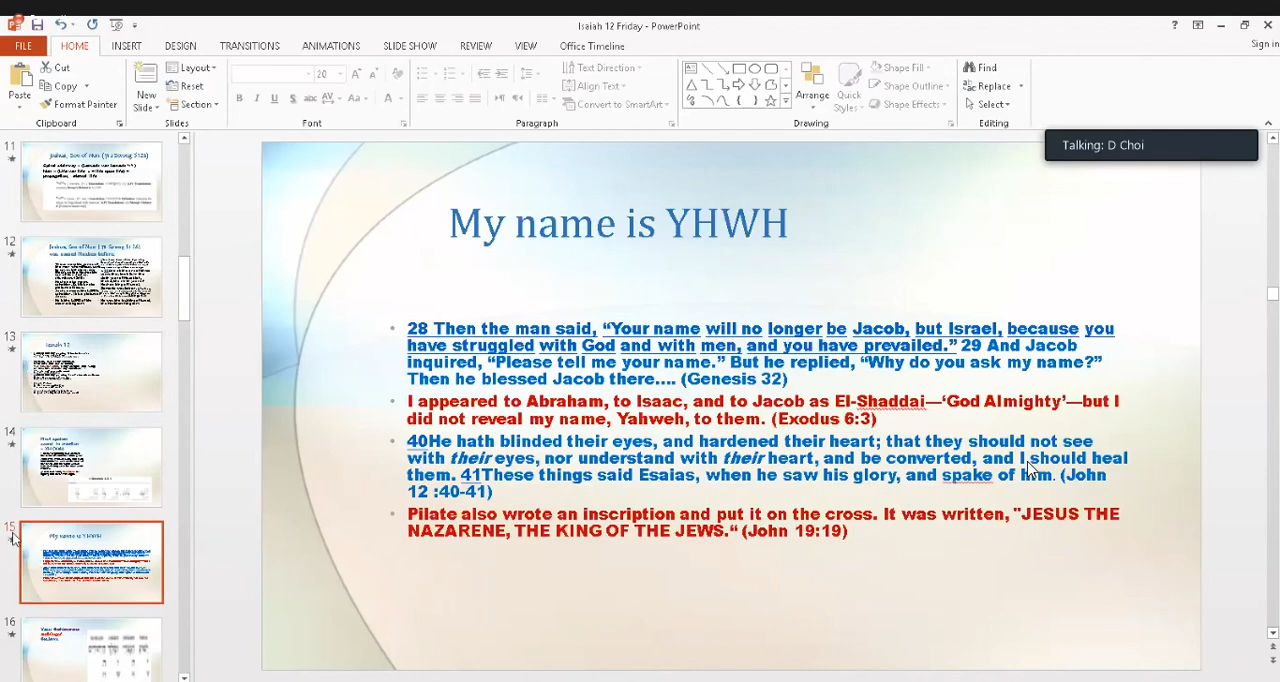 Isaiah 12 Friday - PowerPoint
Sign in
FILE HOME INSERT DESIGN TRANSITIONS ANIMATIONS SLIDE SHOW REVIEW VIEW Office Timeline
Cut
Copy
Format Painter
Paste
Clipboard
New
Slide
Layout
Reset
Section
Slides
20
Font
Text Direction
Align Text
Convert to SmartArt
Paragraph
Arrange
Quick
Styles
Shape Fill
Shape Outline
Shape Effects
Drawing
Find
Replace
Select
Editing
Talking: D Choi
11
12
13
Isaiah 12
14
15
My name is YHWH
16
My name is YHWH
• 28 Then the man said, “Your name will no longer be Jacob, but Israel, because you
have struggled with God and with men, and you have prevailed.” 29 And Jacob
inquired, “Please tell me your name.” But he replied, “Why do you ask my name?”
Then he blessed Jacob there…. (Genesis 32)
• I appeared to Abraham, to Isaac, and to Jacob as El-Shaddai—‘God Almighty’—but I
did not reveal my name, Yahweh, to them. (Exodus 6:3)
• 40He hath blinded their eyes, and hardened their heart; that they should not see
with their eyes, nor understand with their heart, and be converted, and I should heal
them. 41These things said Esaias, when he saw his glory, and spake of him. (John
12 :40-41)
• Pilate also wrote an inscription and put it on the cross. It was written, "JESUS THE
NAZARENE, THE KING OF THE JEWS.“ (John 19:19)